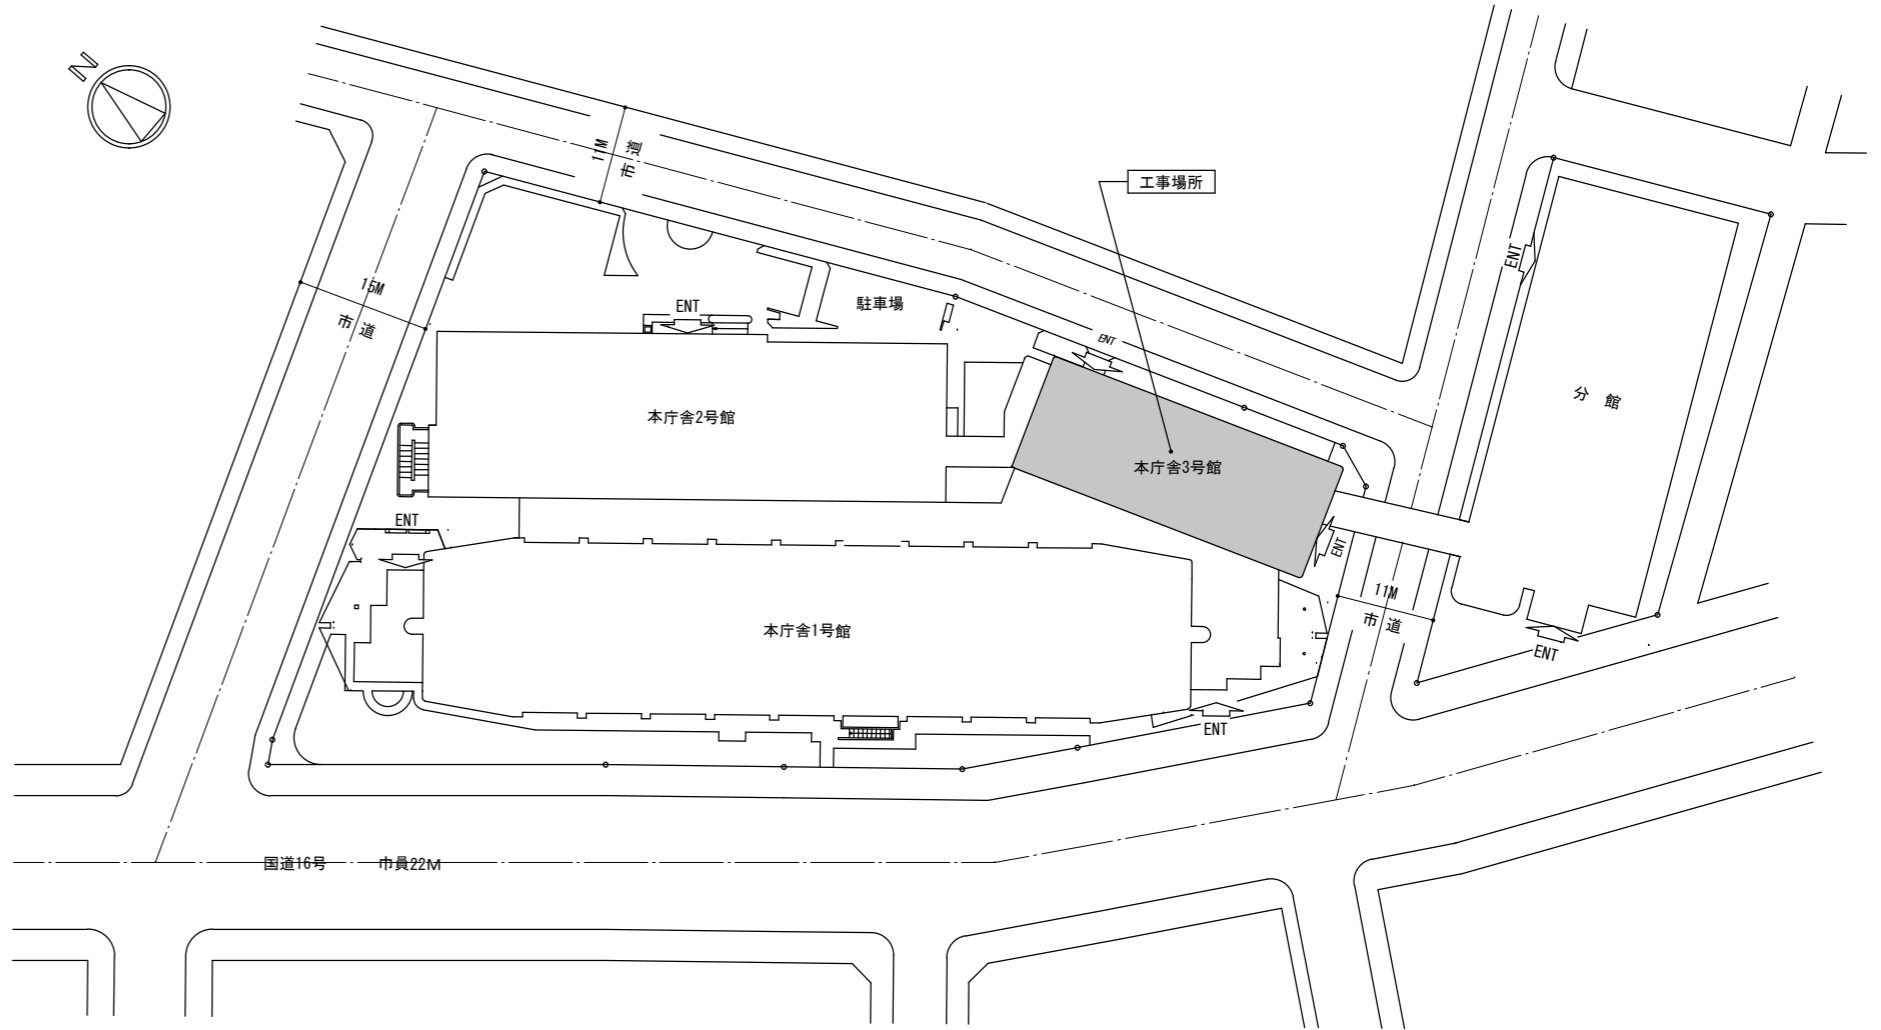 N
11M
市道
工事場所
15M
市道
ENT
駐車場
ENT
ENT
分 館
本庁舎2号館
本庁舎3号館
ENT
ENT
11M
市道
本庁舎1号館
ENT
ENT
国道16号 巾員22M